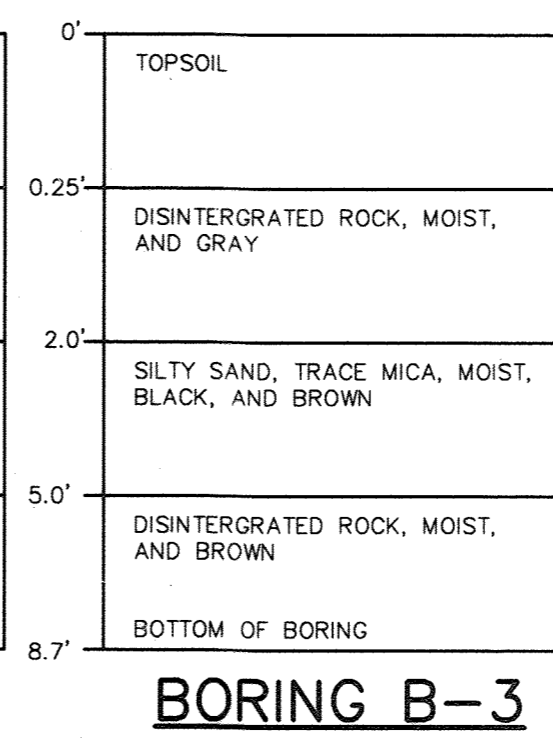 0'
TOPSOIL
0.25'
DISINTERGRATED ROCK, MOIST,
AND GRAY
2.0'
SILTY SAND, TRACE MICA, MOIST,
BLACK, AND BROWN
5.0'
DISINTERGRATED ROCK, MOIST,
AND BROWN
BOTTOM OF BORING
8.7'
BORING B-3